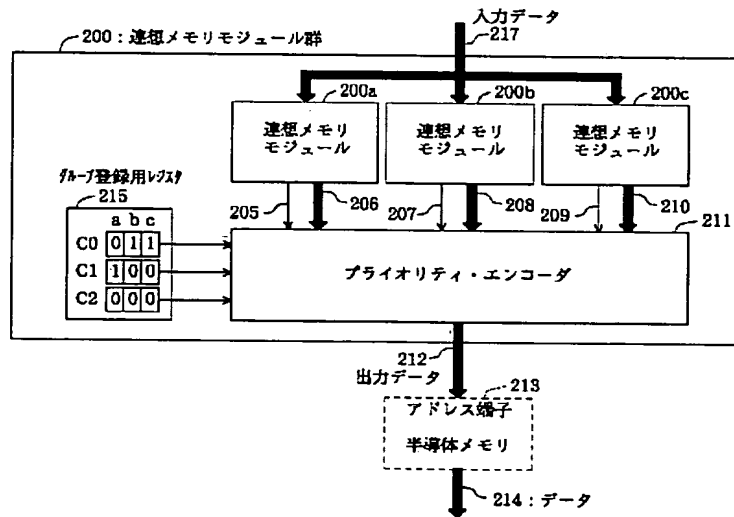 入力データ
217
200：連想メモリモジュール群
200a
200b
200c
連想メモリ
モジュール
連想メモリ
モジュール
連想メモリ
モジュール
グループ登録用レジスタ
215
205
206
207
208
209
210
211
a b c
C0 0 1 1
C1 1 0 0
C2 0 0 0
プライオリティ・エンコーダ
212
出力データ
213
アドレス端子
半導体メモリ
214：データ